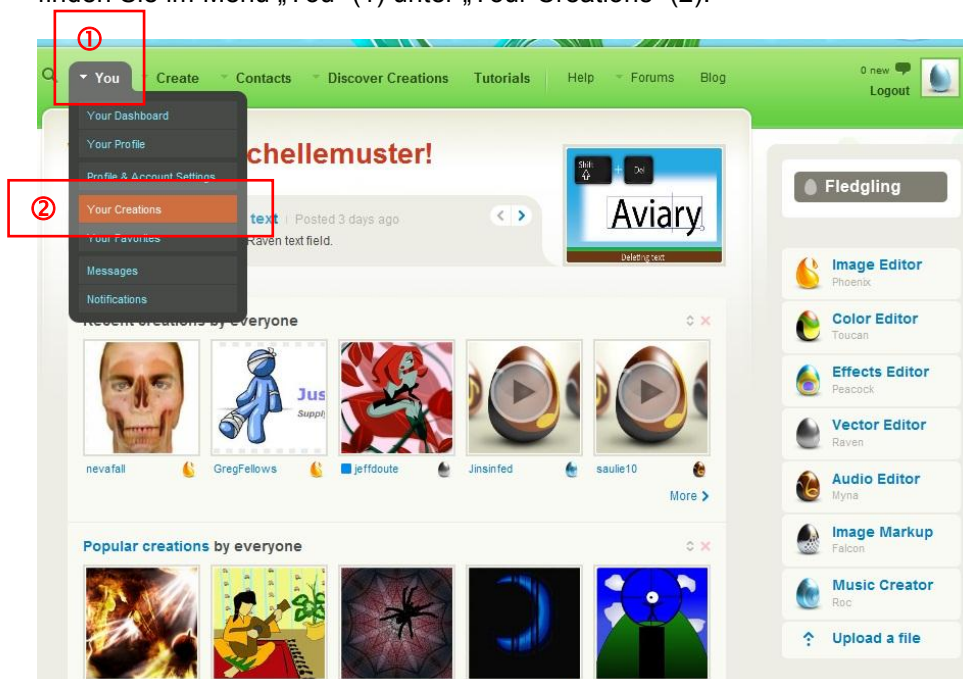 finden Sie im Menü „You“ (1) unter „Your Creations“ (2).
①
You Create Contacts Discover Creations Tutorials Help Forums Blog
0 new
Logout
Your Dashboard
Your Profile
Profile & Account Settings
②
Your Creations
Your Favorites
Messages
Notifications
chellemuster!
text Posted 3 days ago
Raven text field.
Shift + Del
Aviary
Deleting text
Recent creations by everyone
Jus
Supply
nevafall GregFellows jeffdoute Jinsinfed saulie10
More
Popular creations by everyone
Fledgling
Image Editor
Phoenix
Color Editor
Toucan
Effects Editor
Peacock
Vector Editor
Raven
Audio Editor
Myna
Image Markup
Falcon
Music Creator
Roc
Upload a file